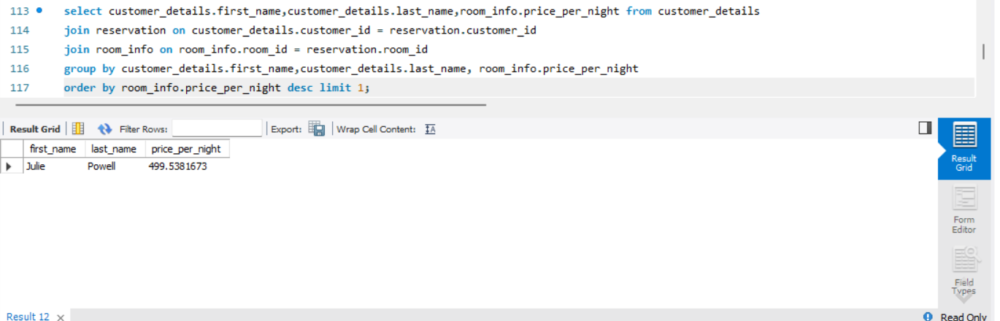 113 select customer_details.first_name,customer_details.last_name,room_info.price_per_night from customer_details
114 join reservation on customer_details.customer_id = reservation.customer_id
115 join room_info on room_info.room_id = reservation.room_id
116 group by customer_details.first_name,customer_details.last_name, room_info.price_per_night
117 order by room_info.price_per_night desc limit 1;
Result Grid Filter Rows: Export: Wrap Cell Content: IA
first_name last_name price_per_night
Julie Powell 499.5381673
Result
Grid
Form
Editor
Field
Types
Result 12 ×
Read Only